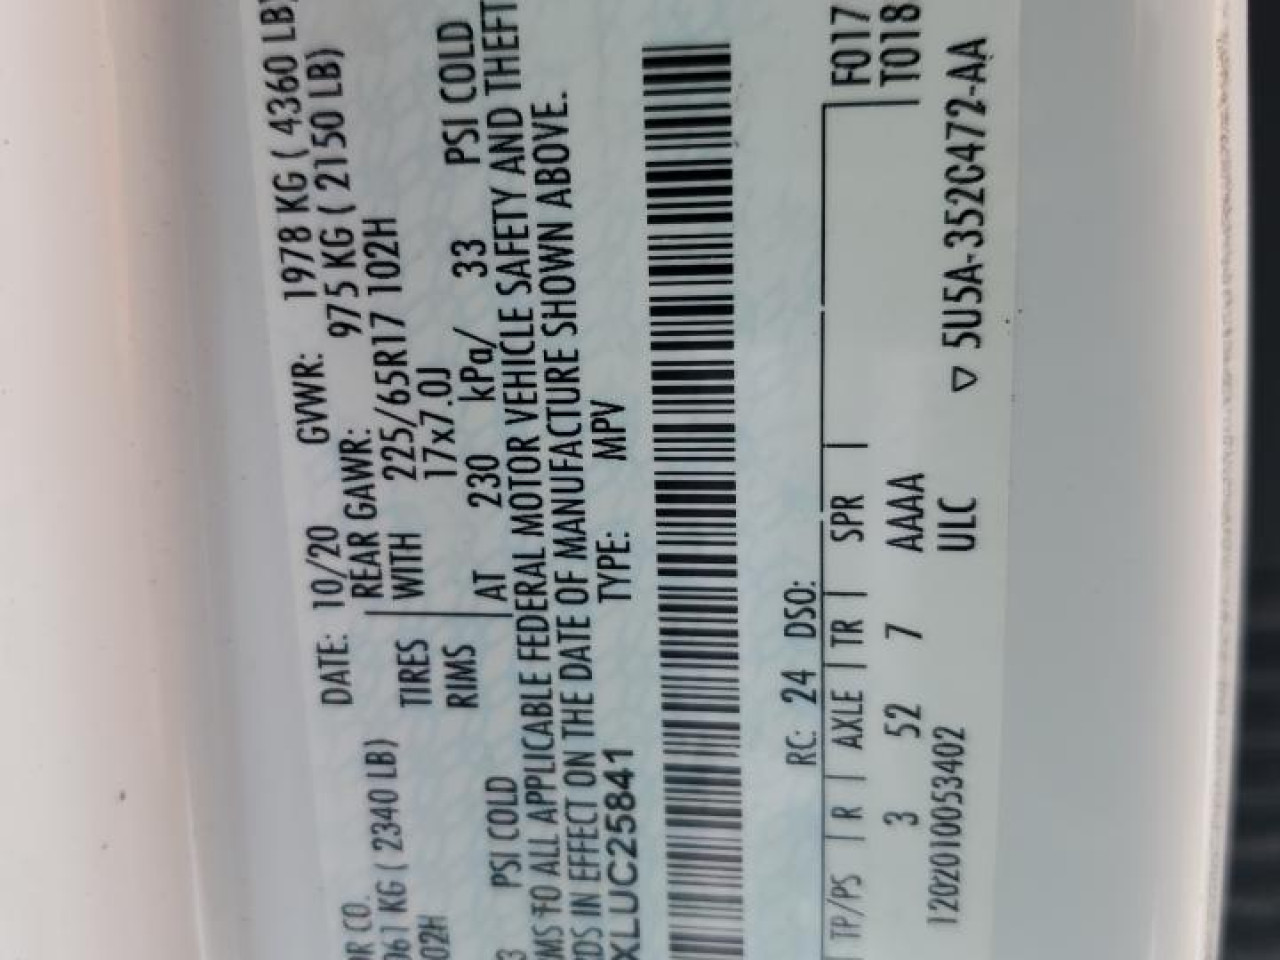 OR CO. DATE: 10/20 GVWR: 1978 KG ( 4360 LB)
061 KG ( 2340 LB) REAR GAWR: 975 KG ( 2150 LB)
02H TIRES WITH 225/65R17 102H
RIMS 17x7.0J
3 PSI COLD AT 230 kPa/ 33 PSI COLD
MS TO ALL APPLICABLE FEDERAL MOTOR VEHICLE SAFETY AND THEFT
DS IN EFFECT ON THE DATE OF MANUFACTURE SHOWN ABOVE.
XLUC25841 TYPE: MPV
RC: 24 DSO:
TP/PS R AXLE TR SPR F017
3 52 7 AAAA T018
1202010053402 ULC
▽ 5U5A-3520472-AA